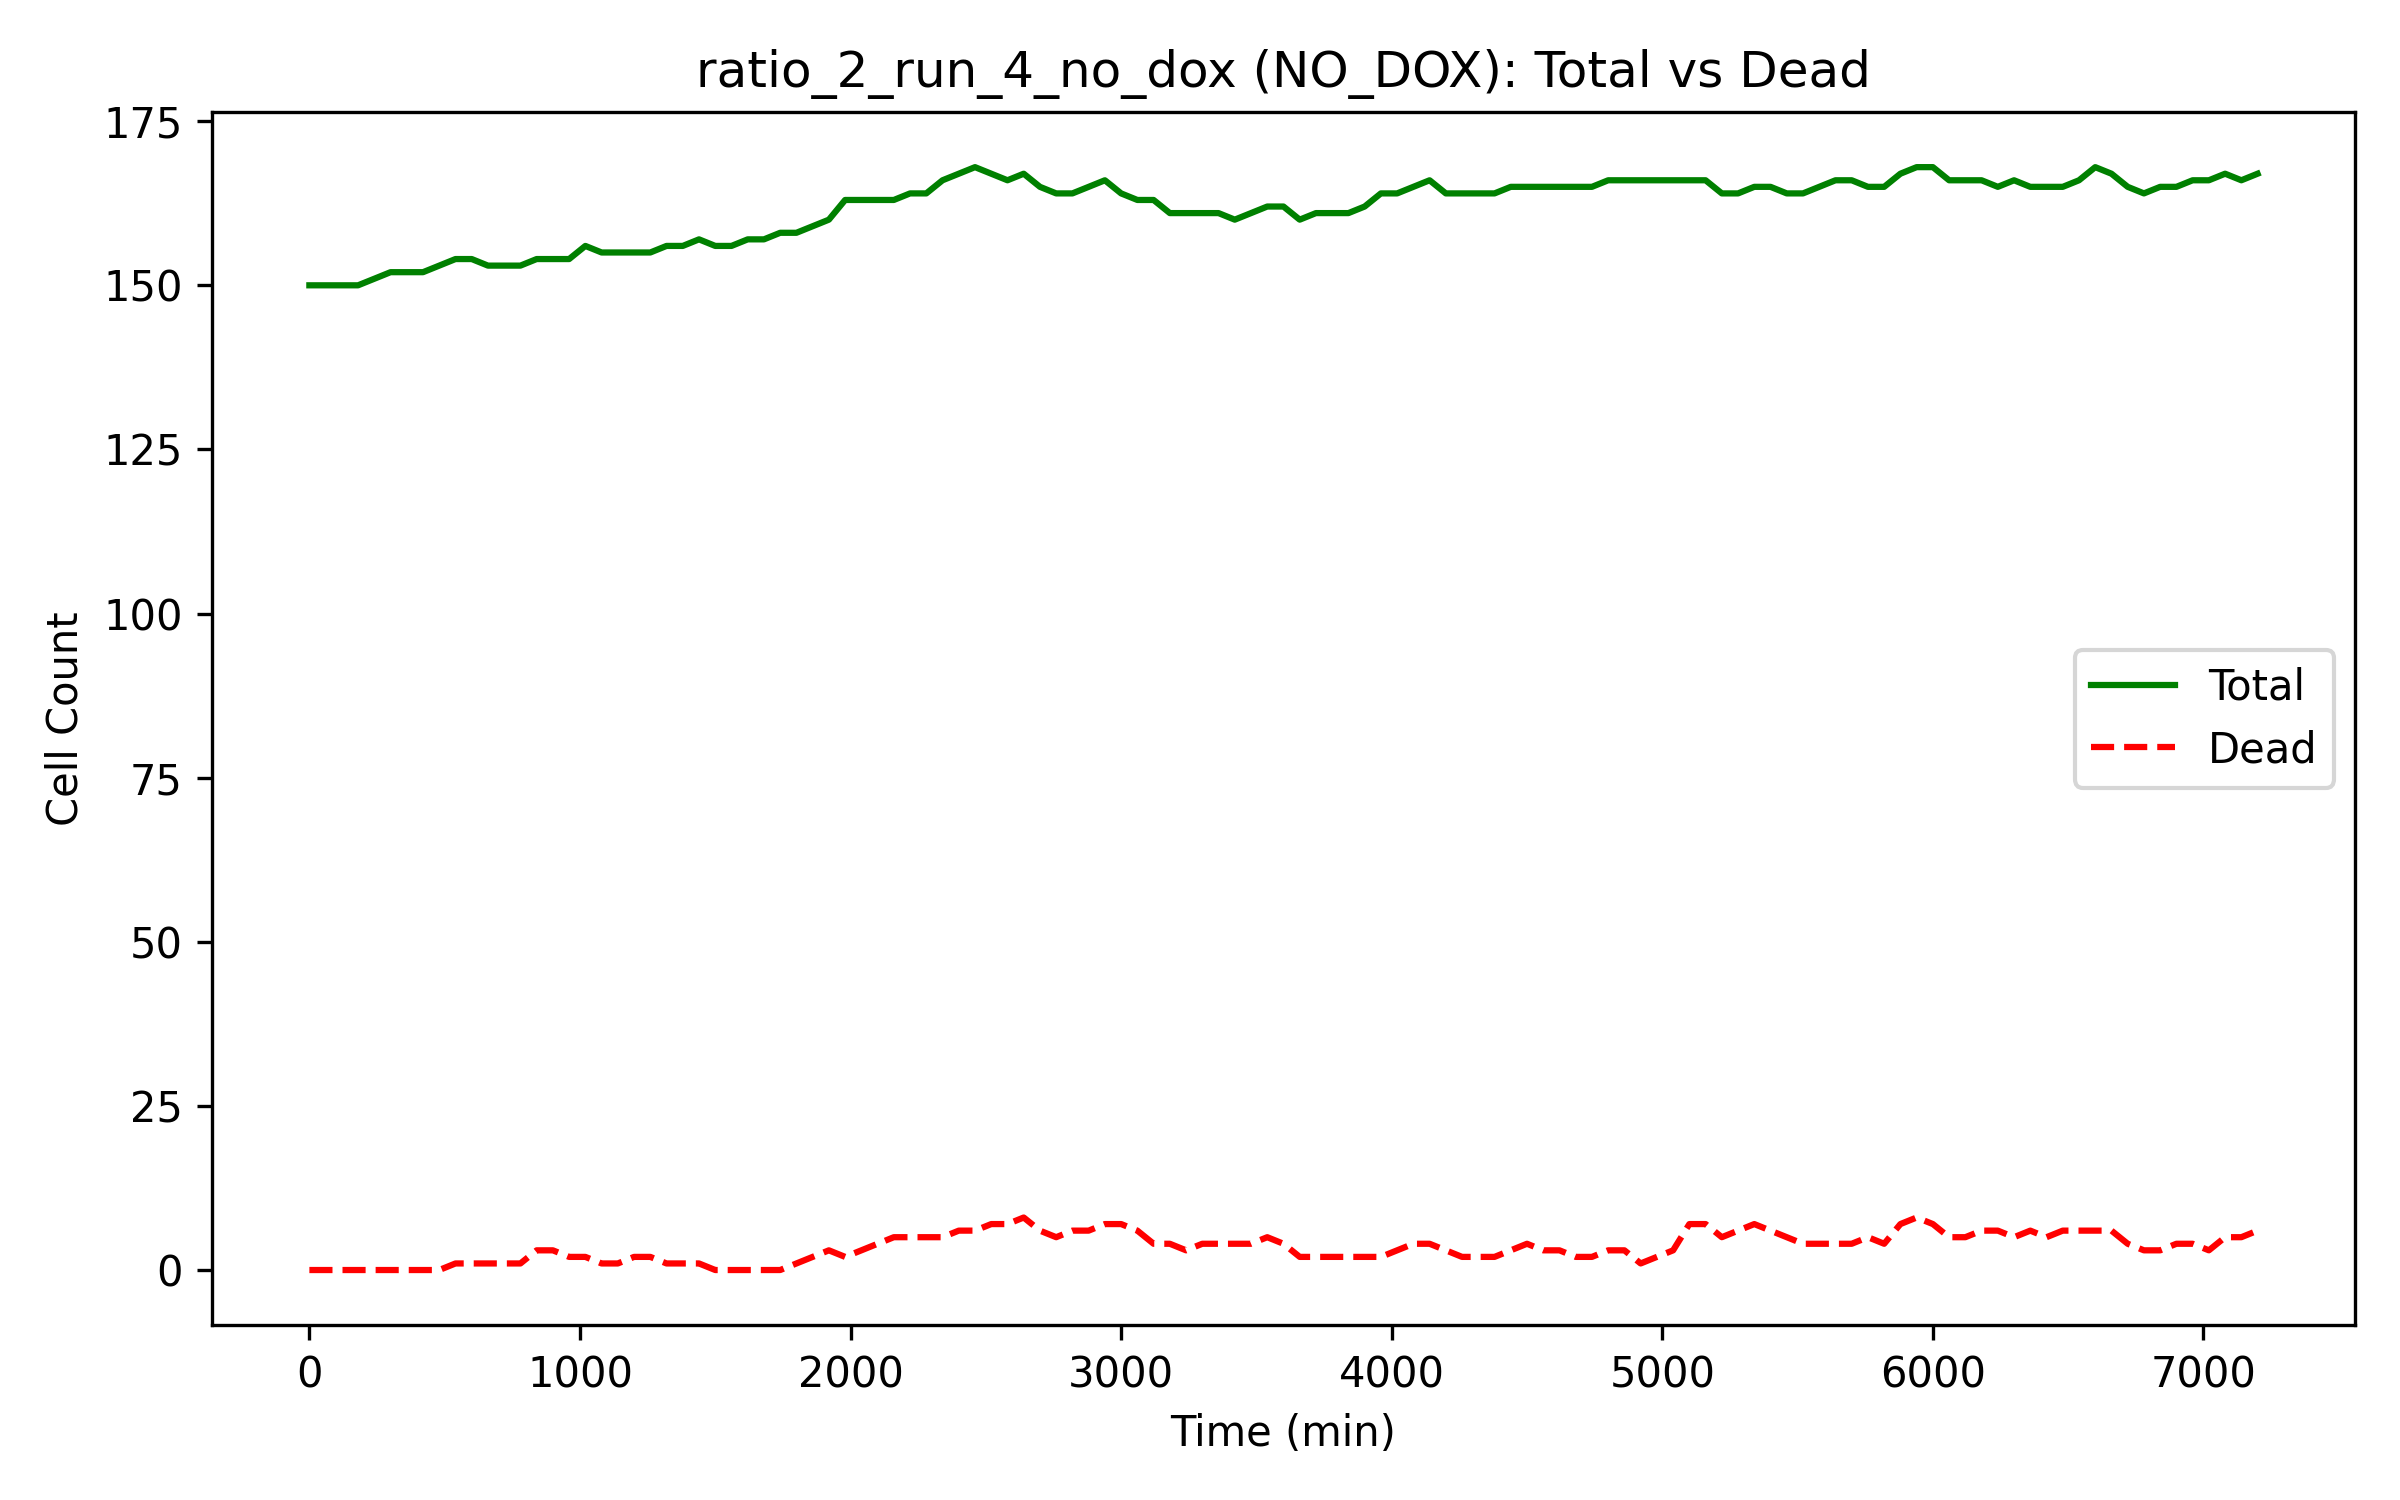 ratio_2_run_4_no_dox (NO_DOX): Total vs Dead
175
150
125
100
75
50
25
0
Cell Count
Total
Dead
0 1000 2000 3000 4000 5000 6000 7000
Time (min)